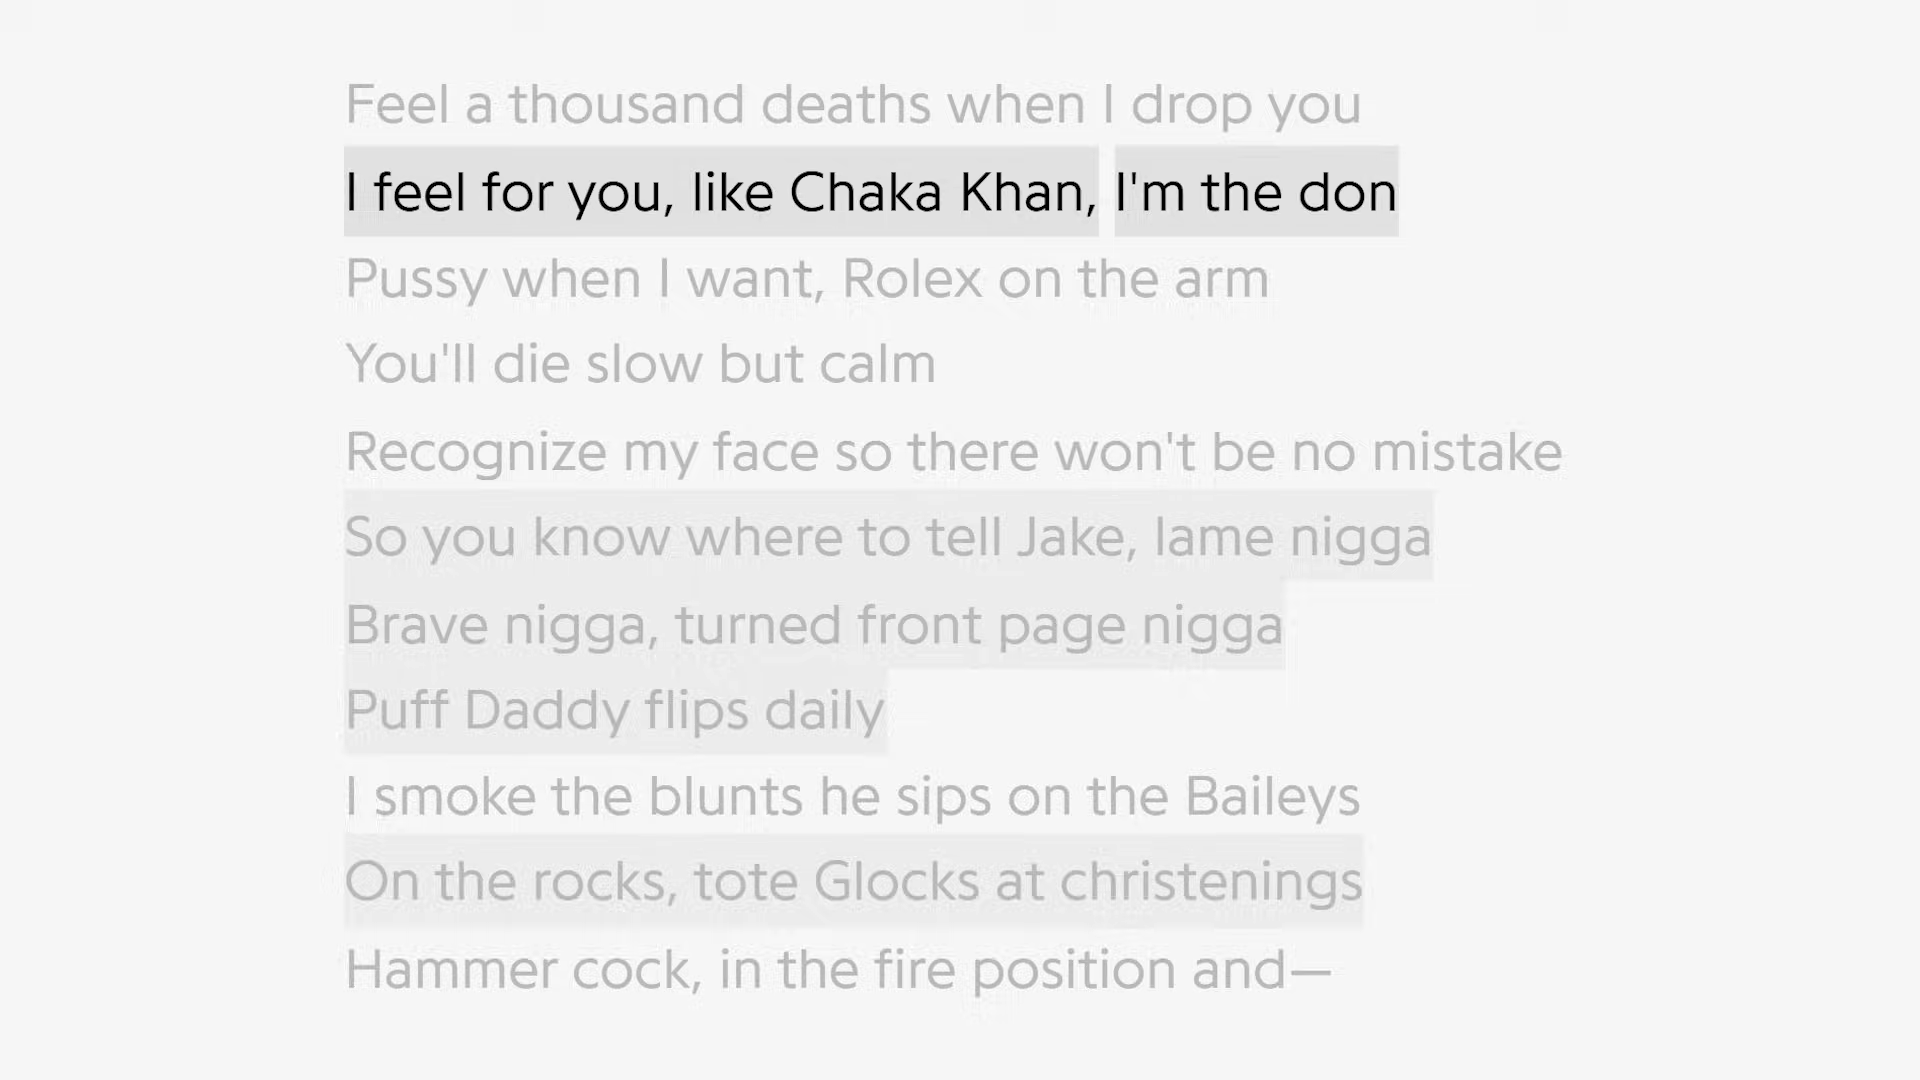 Feel a thousand deaths when I drop you
I feel for you, like Chaka Khan, I'm the don
Pussy when I want, Rolex on the arm
You'll die slow but calm
Recognize my face so there won't be no mistake
So you know where to tell Jake, lame nigga
Brave nigga, turned front page nigga
Puff Daddy flips daily
I smoke the blunts he sips on the Baileys
On the rocks, tote Glocks at christenings
Hammer cock, in the fire position and—